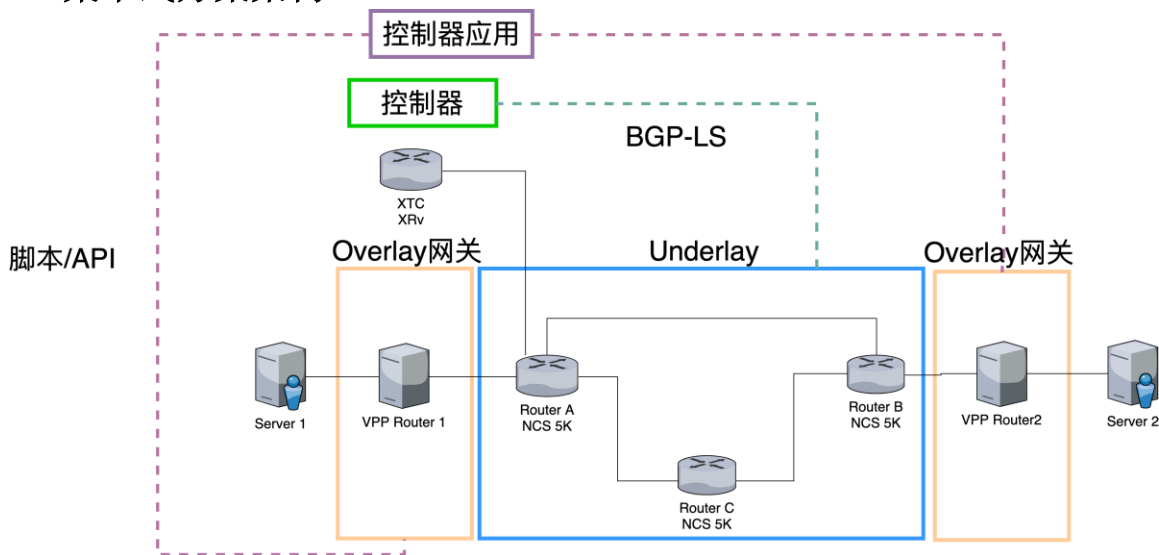 控制器应用
控制器
BGP-LS
XTC
XRv
脚本/API
Overlay网关
Underlay
Overlay网关
Server 1
VPP Router 1
Router A
NCS 5K
Router B
NCS 5K
VPP Router2
Server 2
Router C
NCS 5K